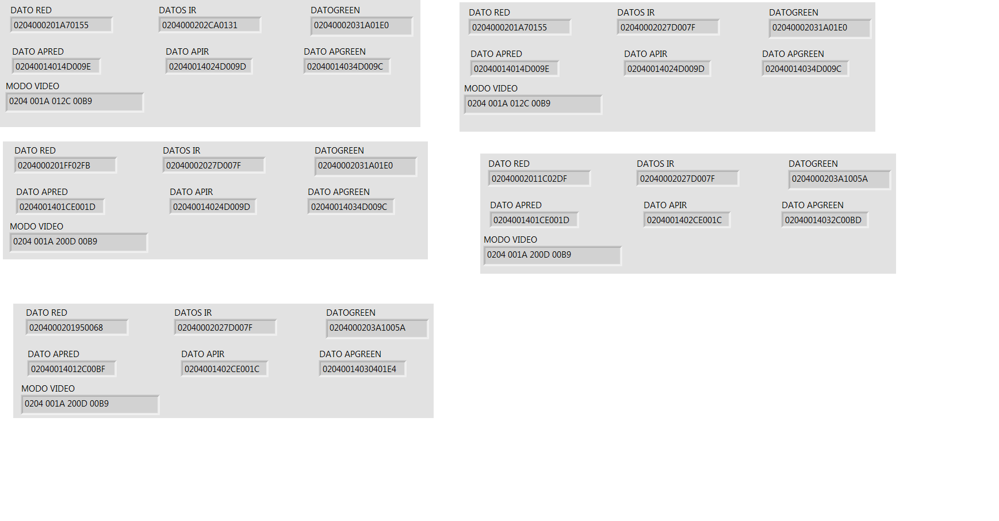 DATO RED DATOS IR DATOGREEN
0204000201A70155 0204000202CA0131 02040002031A01E0
DATO APRED DATO APIR DATO APGREEN
02040014014D009E 02040014024D009D 02040014034D009C
MODO VIDEO
0204 001A 012C 00B9
DATO RED DATOS IR DATOGREEN
0204000201A70155 02040002027D007F 02040002031A01E0
DATO APRED DATO APIR DATO APGREEN
02040014014D009E 02040014024D009D 02040014034D009C
MODO VIDEO
0204 001A 012C 00B9
DATO RED DATOS IR DATOGREEN
0204000201FF02FB 02040002027D007F 02040002031A01E0
DATO APRED DATO APIR DATO APGREEN
0204001401CE001D 02040014024D009D 02040014034D009C
MODO VIDEO
0204 001A 200D 00B9
DATO RED DATOS IR DATOGREEN
02040002011C02DF 02040002027D007F 0204000203A1005A
DATO APRED DATO APIR DATO APGREEN
0204001401CE001D 0204001402CE001C 02040014032C00BD
MODO VIDEO
0204 001A 200D 00B9
DATO RED DATOS IR DATOGREEN
0204000201950068 02040002027D007F 0204000203A1005A
DATO APRED DATO APIR DATO APGREEN
02040014012C00BF 0204001402CE001C 02040014030401E4
MODO VIDEO
0204 001A 200D 00B9